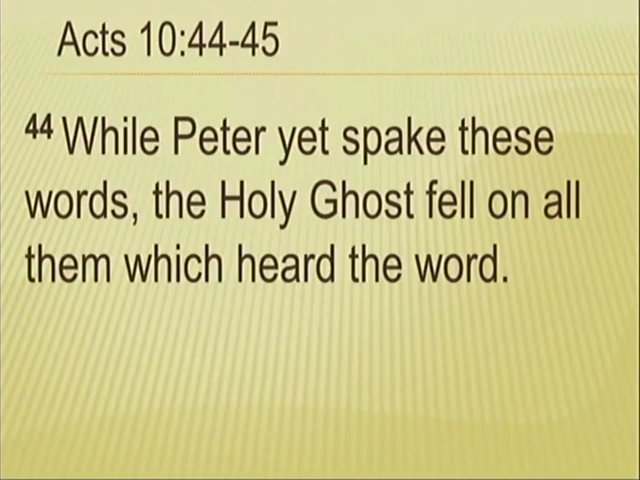 Acts 10:44-45
44 While Peter yet spake these
words, the Holy Ghost fell on all
them which heard the word.